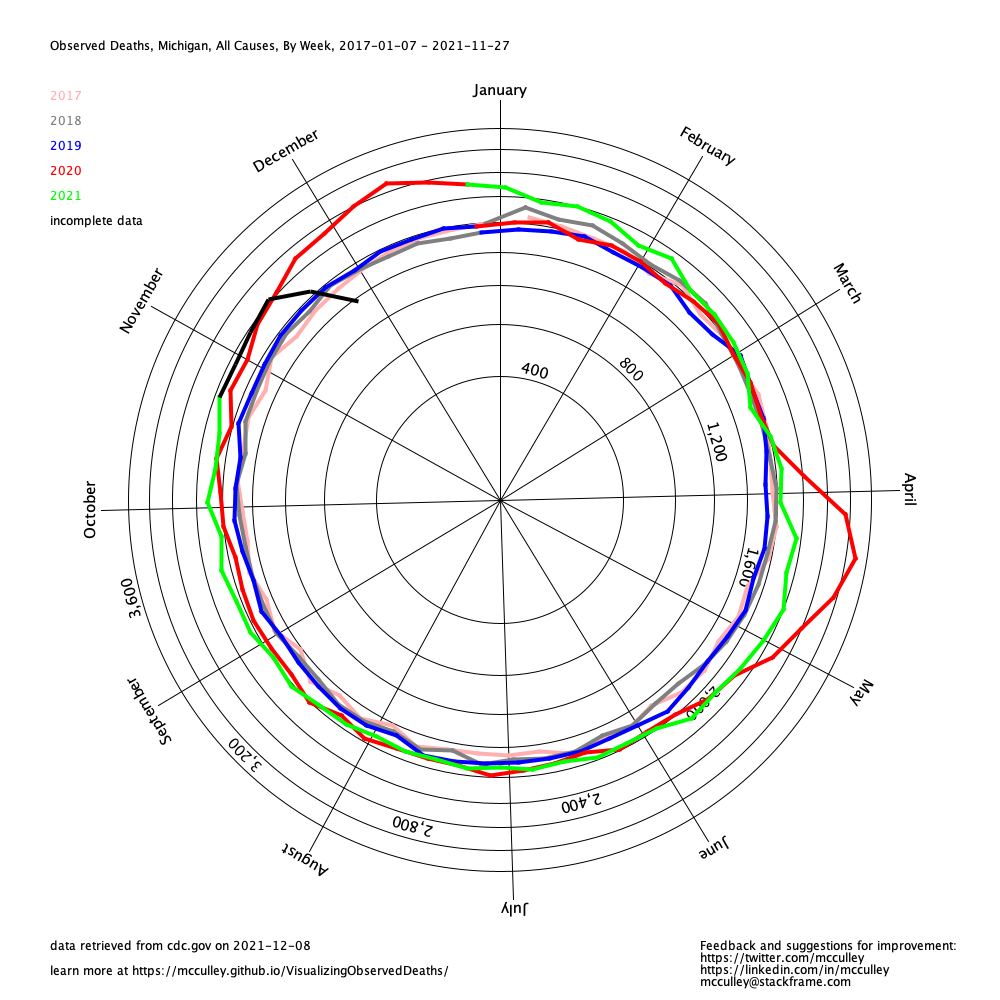 Observed Deaths, Michigan, All Causes, By Week, 2017-01-07 - 2021-11-27
January
2017
2018
2019
2020
2021
incomplete data
December
February
November
March
400
800
1,200
October
April
1,600
3,600
2,000
May
September
3,200
2,400
2,800
June
August
July
data retrieved from cdc.gov on 2021-12-08
learn more at https://mcculley.github.io/VisualizingObservedDeaths/
Feedback and suggestions for improvement:
https://twitter.com/mcculley
https://linkedin.com/in/mcculley
mcculley@stackframe.com